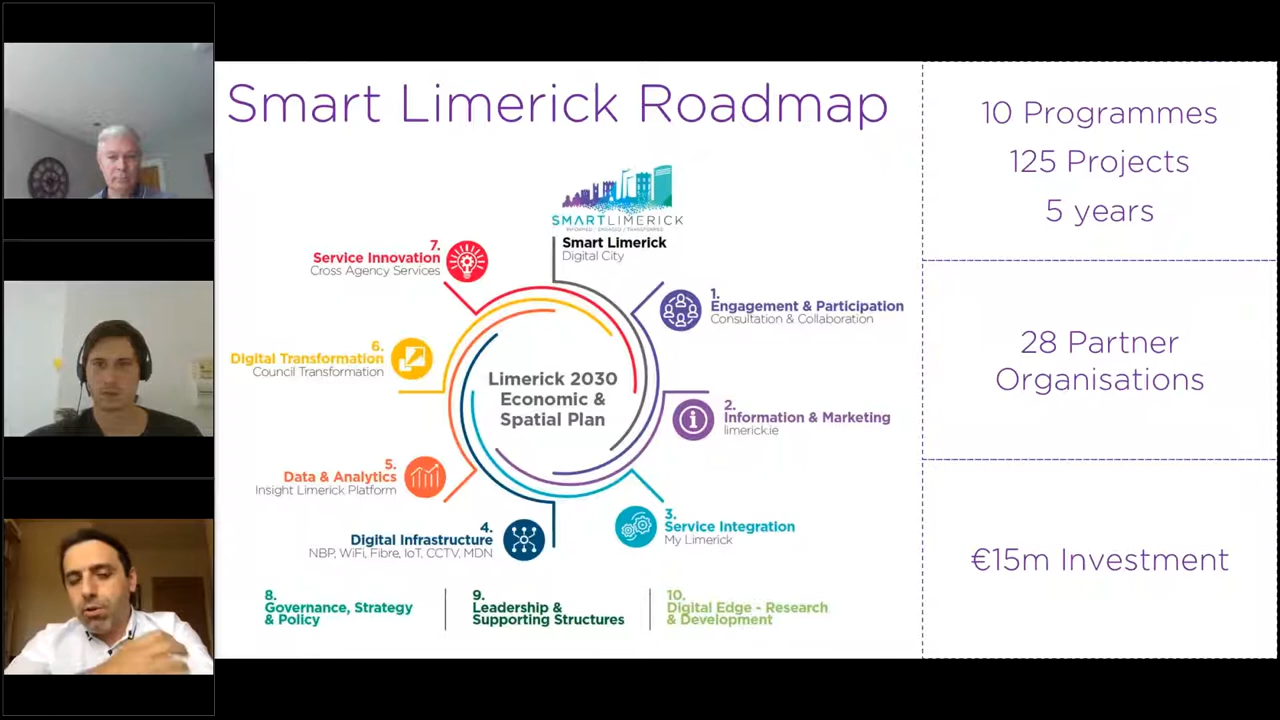 Smart Limerick Roadmap
SMARTLIMERICK
INFORMED | ENGAGED | TRANSFORMED
Smart Limerick
Digital City
1.
Engagement & Participation
Consultation & Collaboration
2.
Information & Marketing
limerick.ie
3.
Service Integration
My Limerick
4.
Digital Infrastructure
NBP, WiFi, Fibre, IoT, CCTV, MDN
5.
Data & Analytics
Insight Limerick Platform
6.
Digital Transformation
Council Transformation
7.
Service Innovation
Cross Agency Services
Limerick 2030
Economic &
Spatial Plan
8.
Governance, Strategy
& Policy
9.
Leadership &
Supporting Structures
10.
Digital Edge - Research
& Development
10 Programmes
125 Projects
5 years
28 Partner
Organisations
€15m Investment